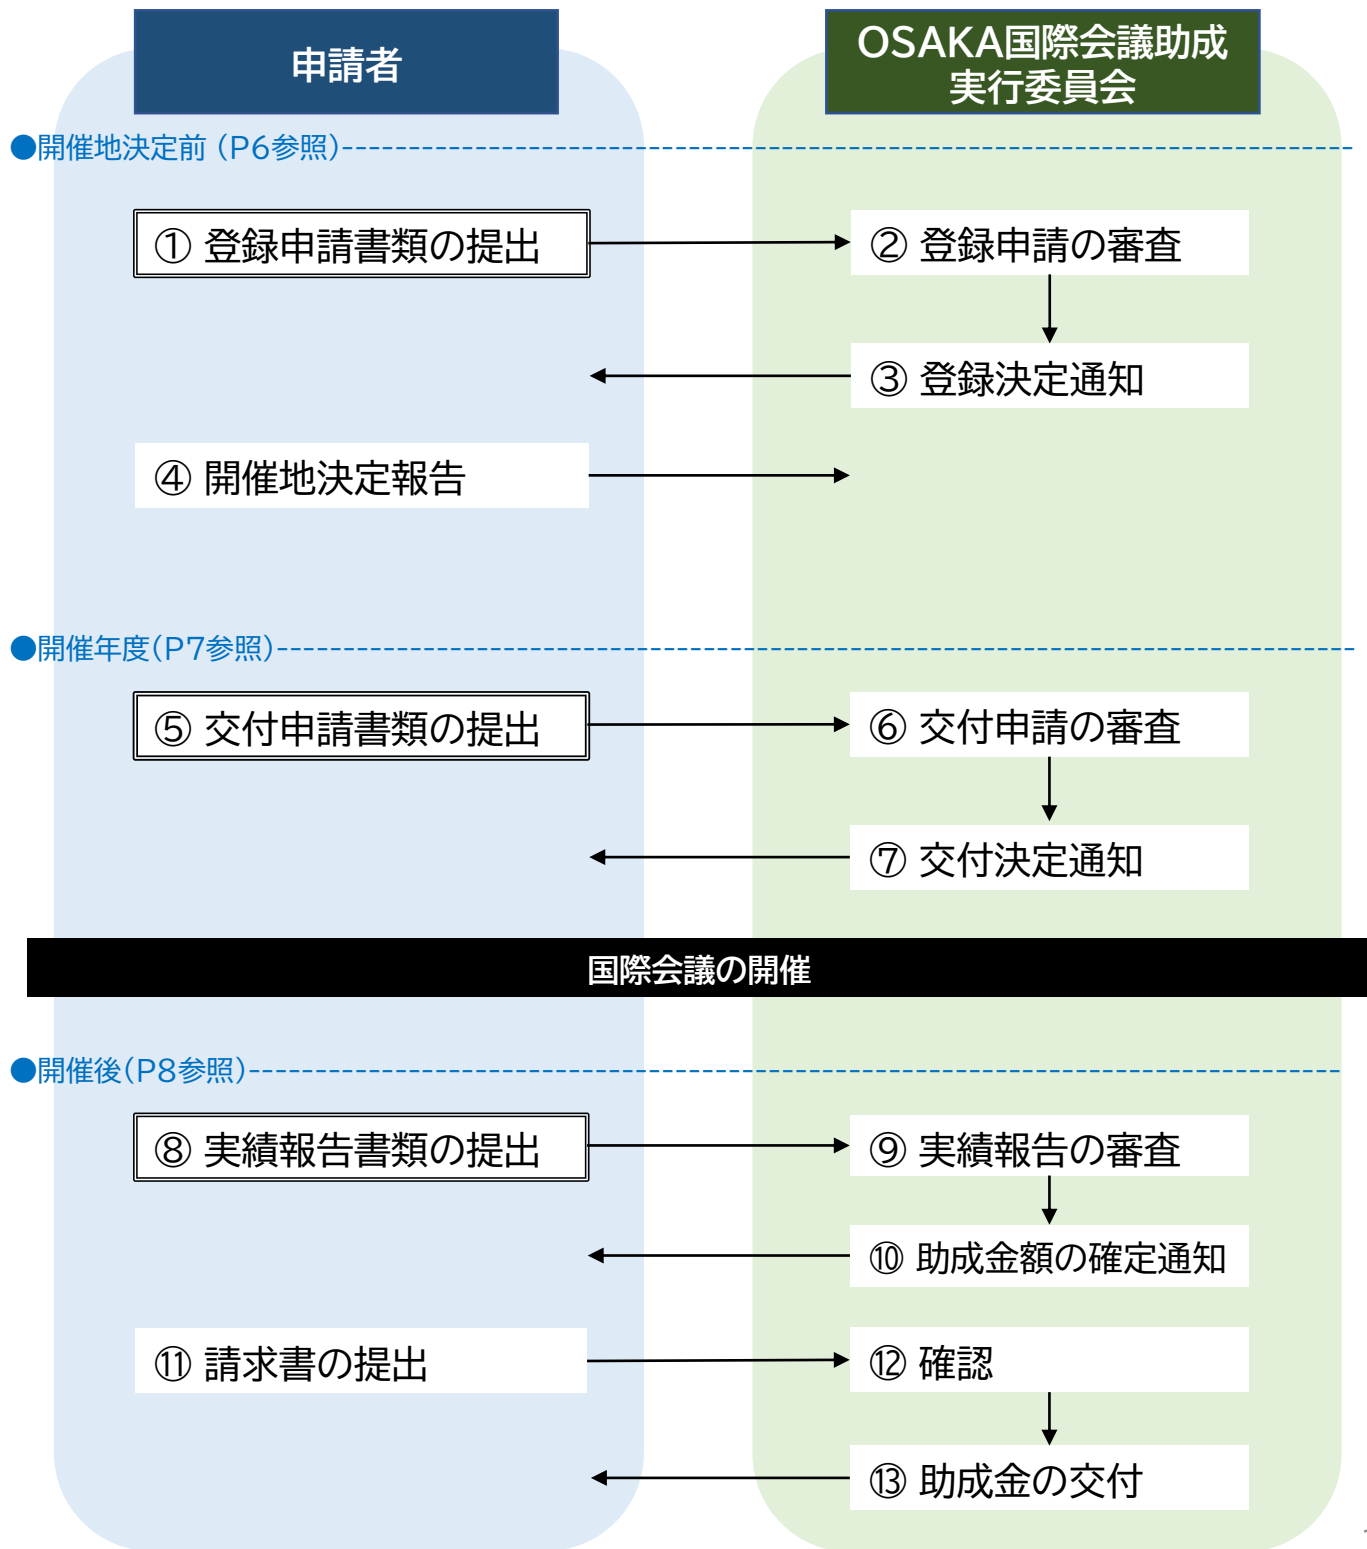 申請者
OSAKA国際会議助成
実行委員会
●開催地決定前（P6参照）
① 登録申請書類の提出
② 登録申請の審査
③ 登録決定通知
④ 開催地決定報告
●開催年度（P7参照）
⑤ 交付申請書類の提出
⑥ 交付申請の審査
⑦ 交付決定通知
国際会議の開催
●開催後（P8参照）
⑧ 実績報告書類の提出
⑨ 実績報告の審査
⑩ 助成金額の確定通知
⑪ 請求書の提出
⑫ 確認
⑬ 助成金の交付